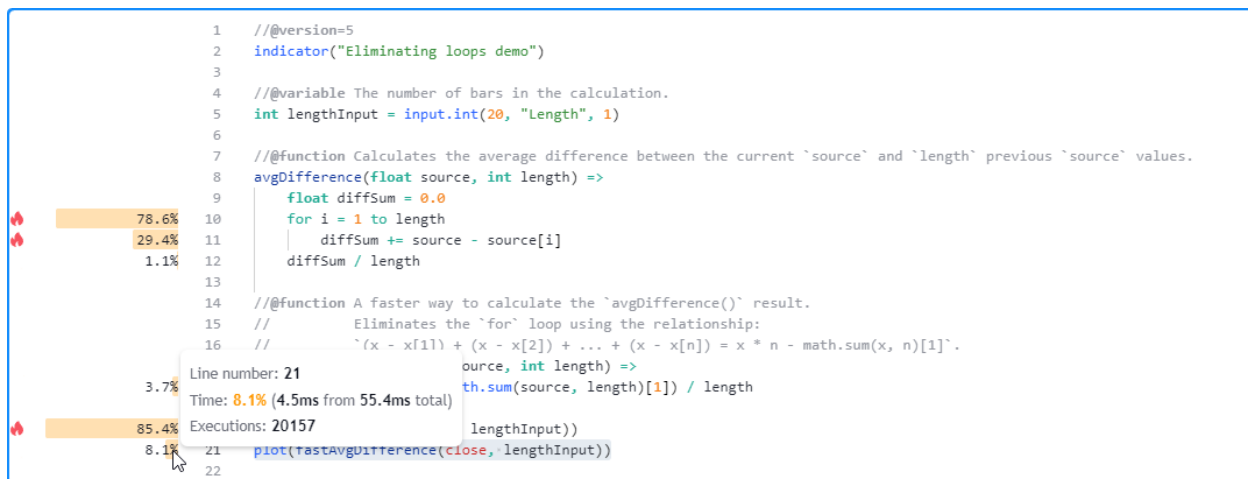 1 //@version=5
2 indicator("Eliminating loops demo")
3
4 //@variable The number of bars in the calculation.
5 int lengthInput = input.int(20, "Length", 1)
6
7 //@function Calculates the average difference between the current `source` and `length` previous `source` values.
8 avgDifference(float source, int length) =>
9 float diffSum = 0.0
78.6% 10 for i = 1 to length
29.4% 11 diffSum += source - source[i]
1.1% 12 diffSum / length
13
14 //@function A faster way to calculate the `avgDifference()` result.
15 // Eliminates the `for` loop using the relationship:
16 // `(x - x[1]) + (x - x[2]) + ... + (x - x[n]) = x * n - math.sum(x, n)[1]`.
ource, int length) =>
3.7% th.sum(source, length)[1]) / length
Line number: 21
Time: 8.1% (4.5ms from 55.4ms total)
Executions: 20157
85.4% lengthInput))
8.1% 21 plot(fastAvgDifference(close, lengthInput))
22